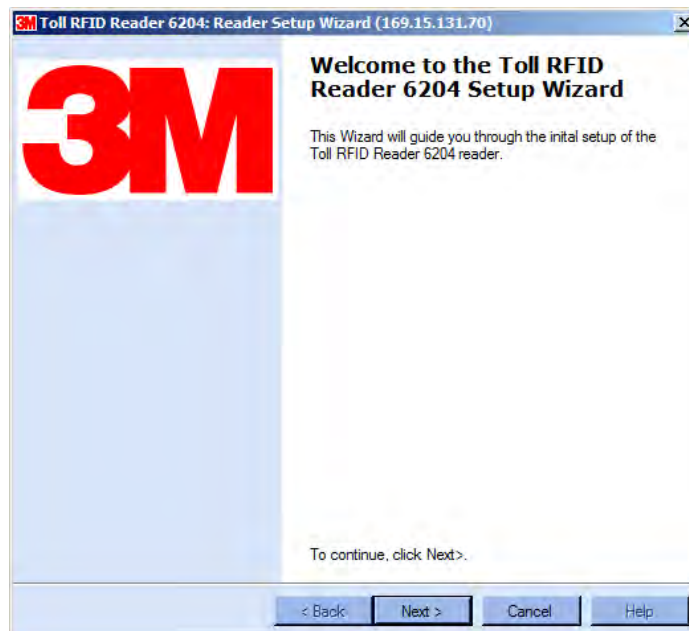 3M Toll RFID Reader 6204: Reader Setup Wizard (169.15.131.70)
3M
Welcome to the Toll RFID
Reader 6204 Setup Wizard
This Wizard will guide you through the inital setup of the
Toll RFID Reader 6204 reader.
To continue, click Next>.
< Back Next > Cancel Help